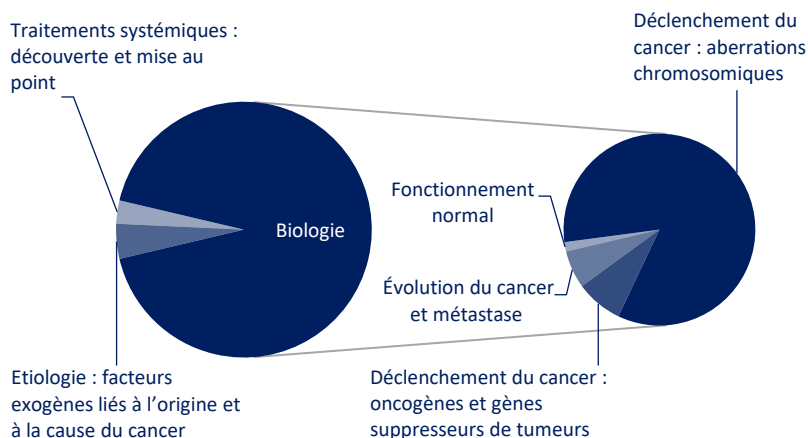 Traitements systémiques :
découverte et mise au
point
Déclenchement du
cancer : aberrations
chromosomiques
Fonctionnement
normal
Biologie
Évolution du cancer
et métastase
Etiologie : facteurs
exogènes liés à l'origine et
à la cause du cancer
Déclenchement du cancer :
oncogènes et gènes
suppresseurs de tumeurs